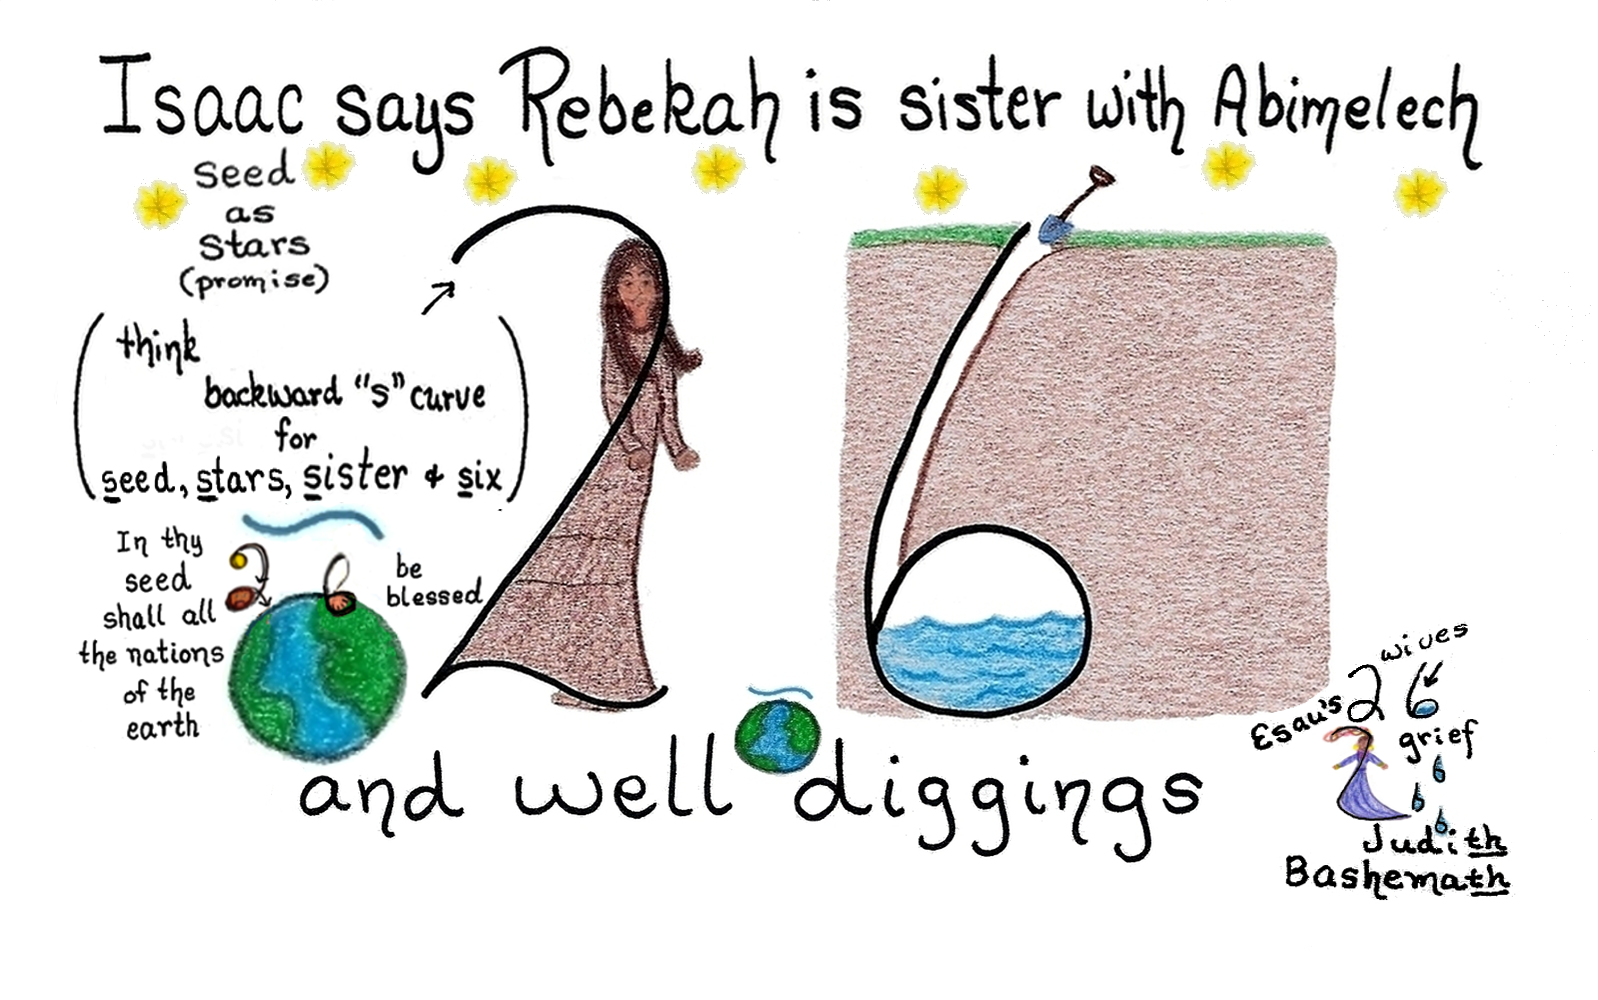 Isaac says Rebekah is sister with Abimelech
seed
as
stars
(promise)
(think
backward "s" curve
for
seed, stars, sister & six)
In thy
seed
shall all
the nations
of the
earth
be
blessed
26
and well diggings
Esau's 2 wives
6
grief
Judith
Bashemath